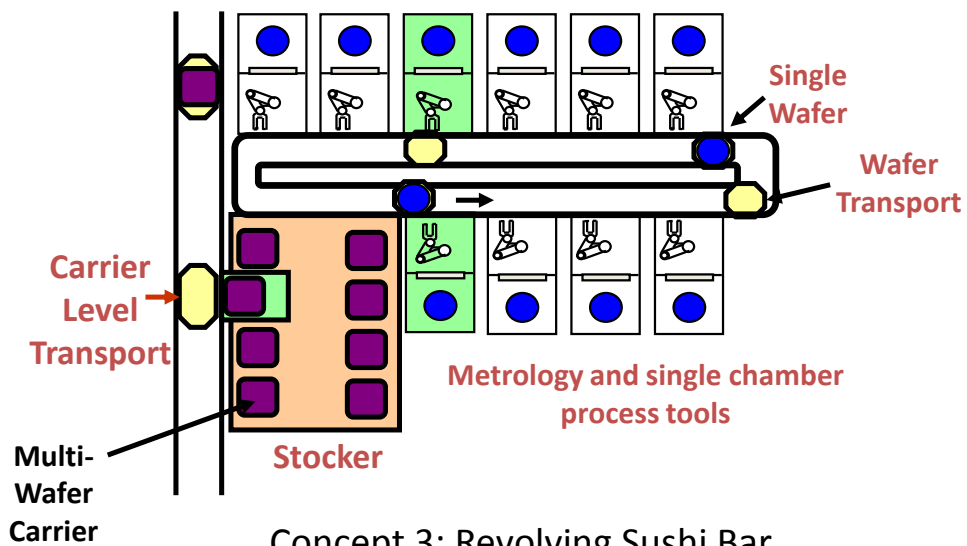 Single
Wafer
Wafer
Transport
Carrier
Level
Transport
Metrology and single chamber
process tools
Stocker
Multi-
Wafer
Carrier
Concept 3: Revolving Sushi Bar